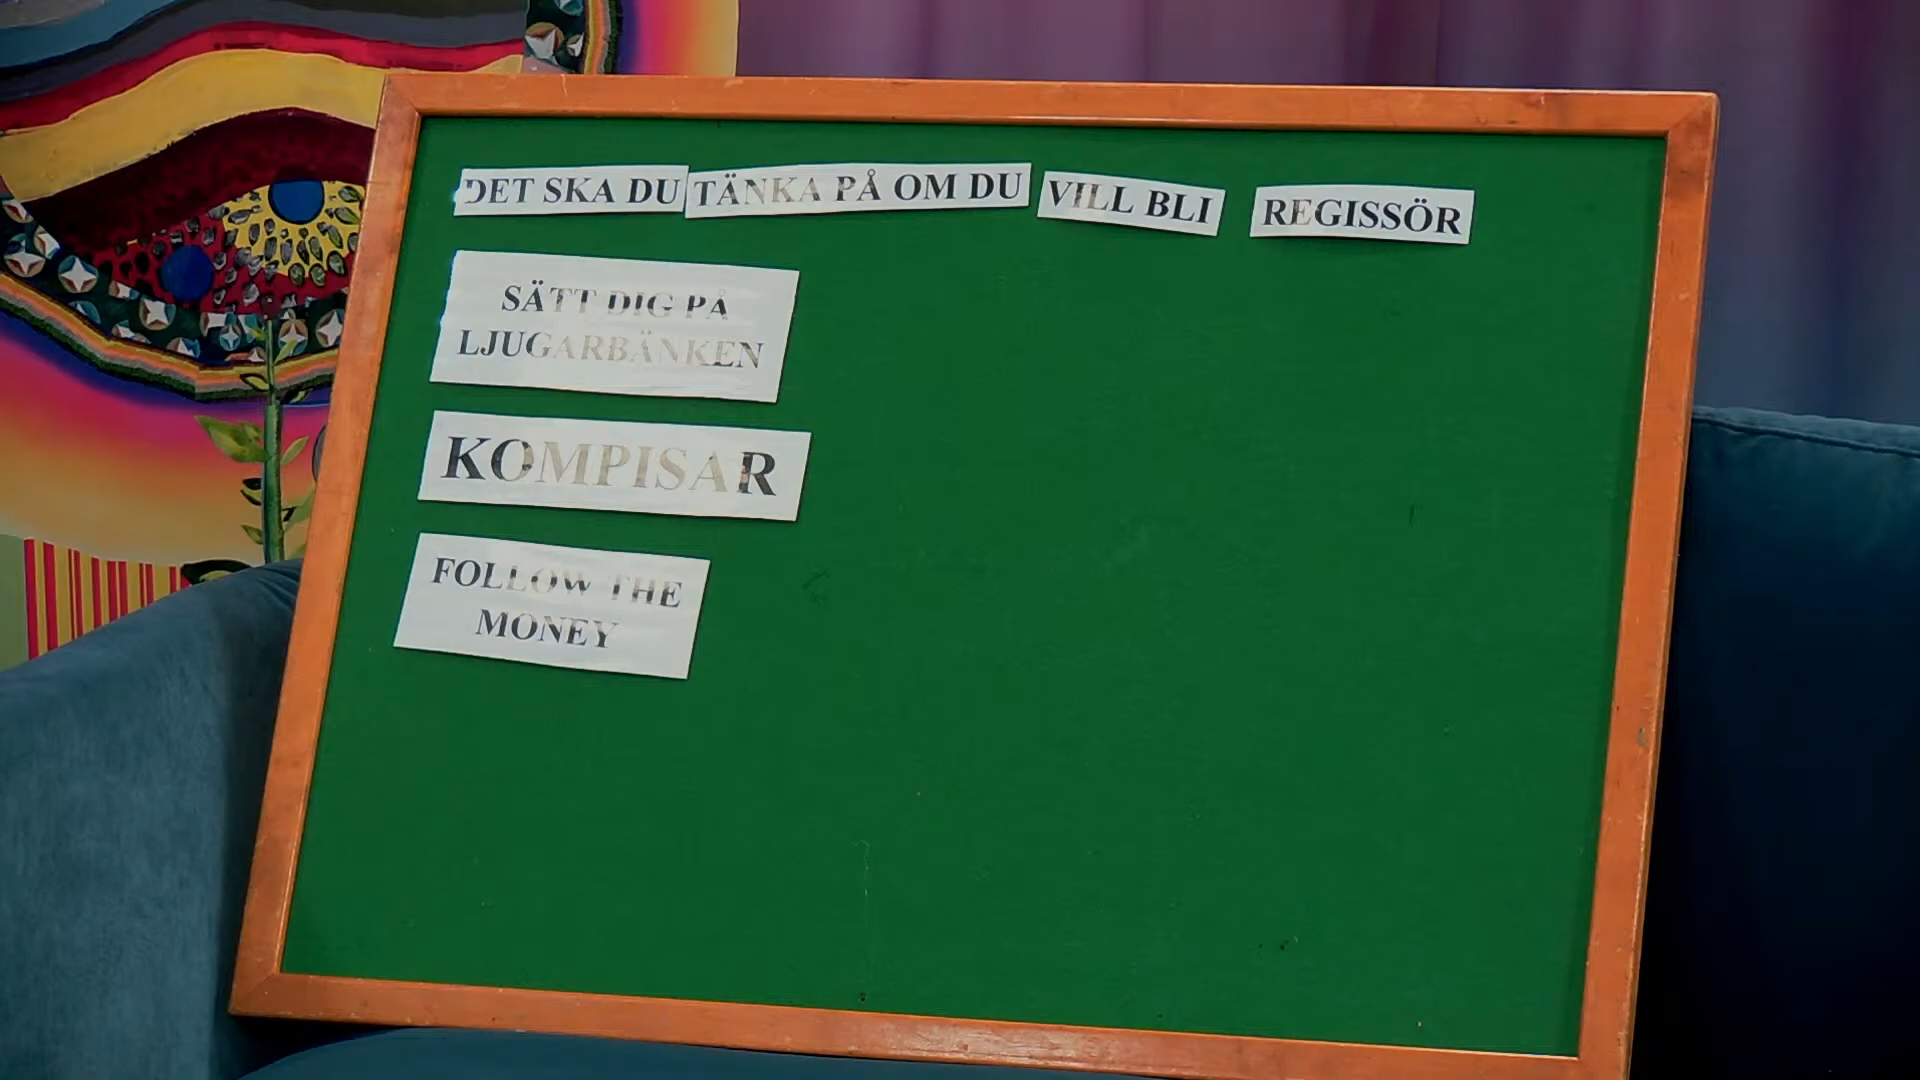 DET SKA DU TÄNKA PÅ OM DU VILL BLI REGISSÖR
SÄTT DIG PÅ
LJUGARBÄNKEN
KOMPISAR
FOLLOW THE
MONEY